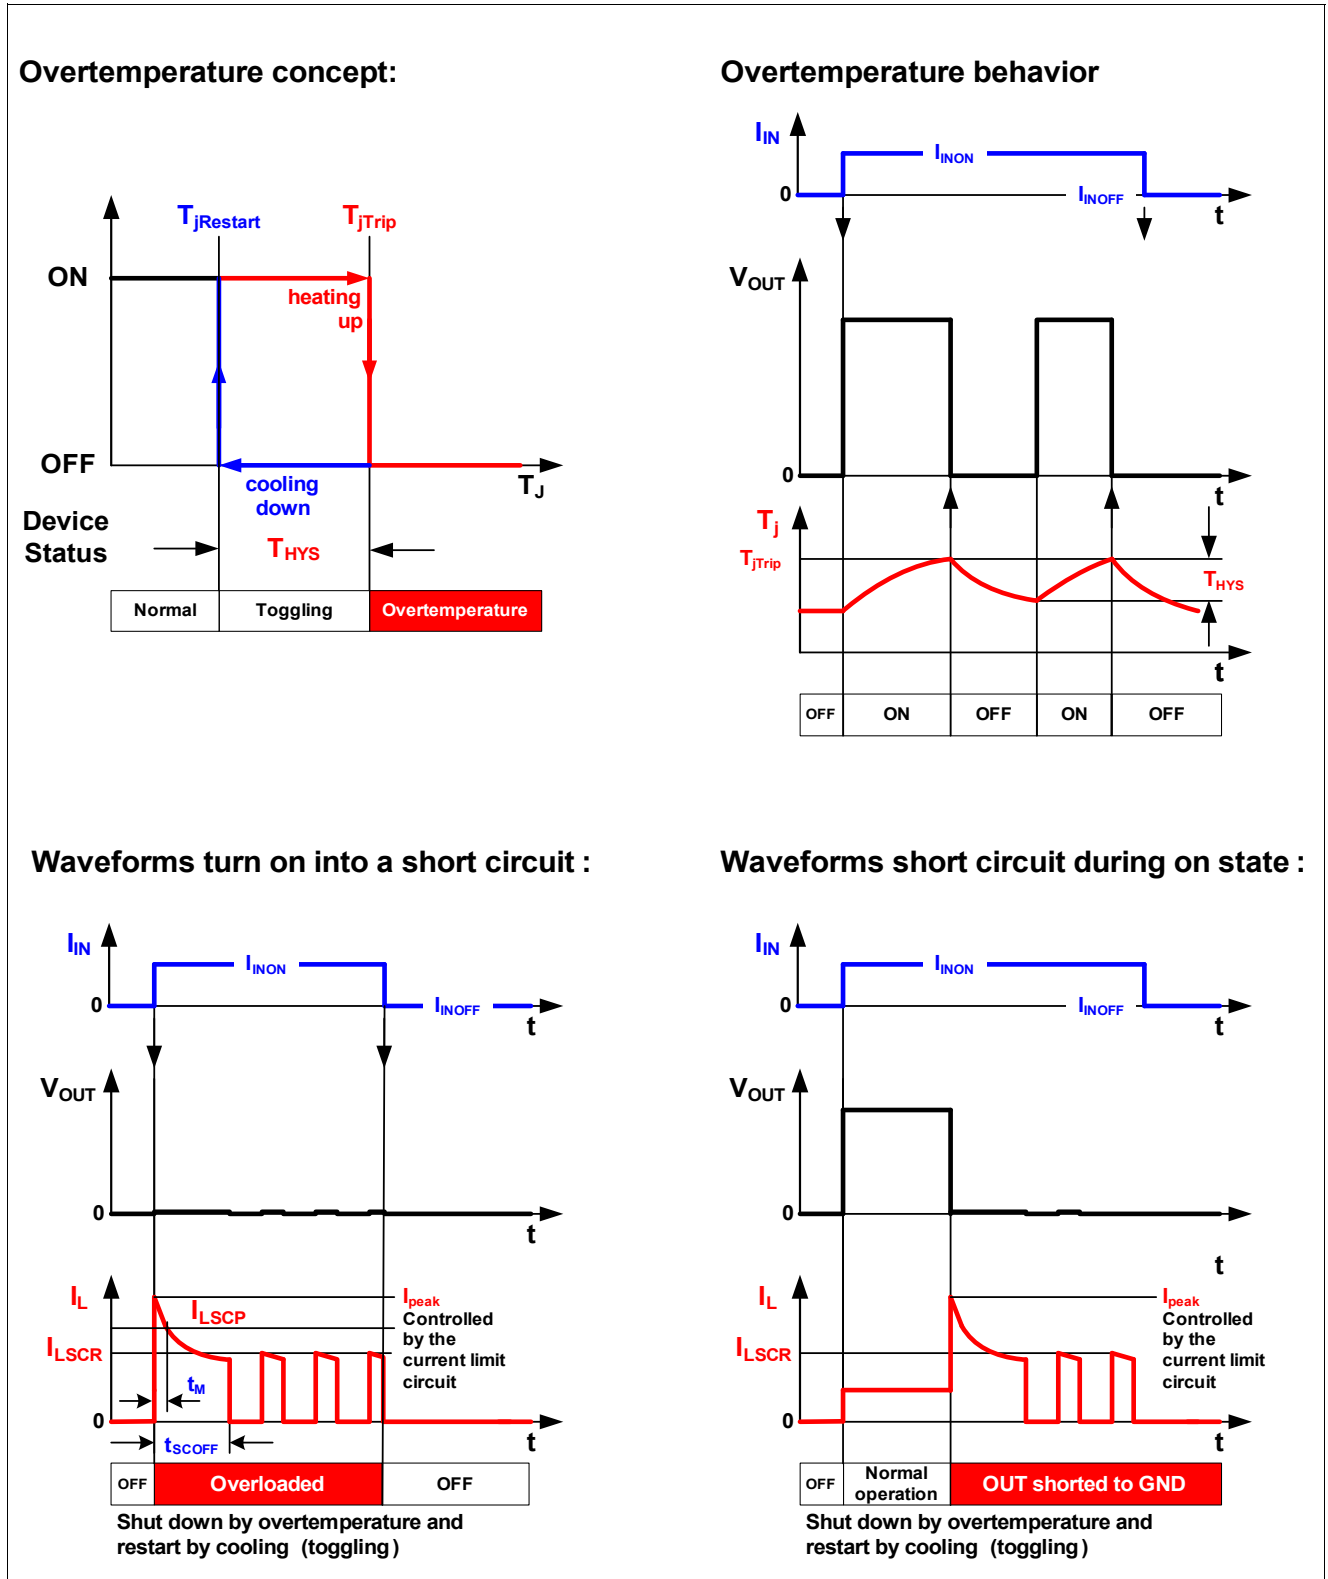 Overtemperature concept:
TjRestart
TjTrip
ON
heating
up
OFF
cooling
down
TJ
Device
Status
THYS
Normal
Toggling
Overtemperature
Overtemperature behavior
IIN
IINON
0
IINOFF
t
VOUT
0
t
Tj
TjTrip
THYS
t
OFF
ON
OFF
ON
OFF
Waveforms turn on into a short circuit :
IIN
IINON
0
IINOFF
t
VOUT
0
t
IL
Ipeak
ILSCP
Controlled
by the
current limit
circuit
ILSCR
tM
0
t
tSCOFF
OFF
Overloaded
OFF
Shut down by overtemperature and
restart by cooling (toggling)
Waveforms short circuit during on state :
IIN
IINON
0
IINOFF
t
VOUT
0
t
IL
Ipeak
Controlled
by the
current limit
circuit
ILSCR
0
t
OFF
Normal
operation
OUT shorted to GND
Shut down by overtemperature and
restart by cooling (toggling)